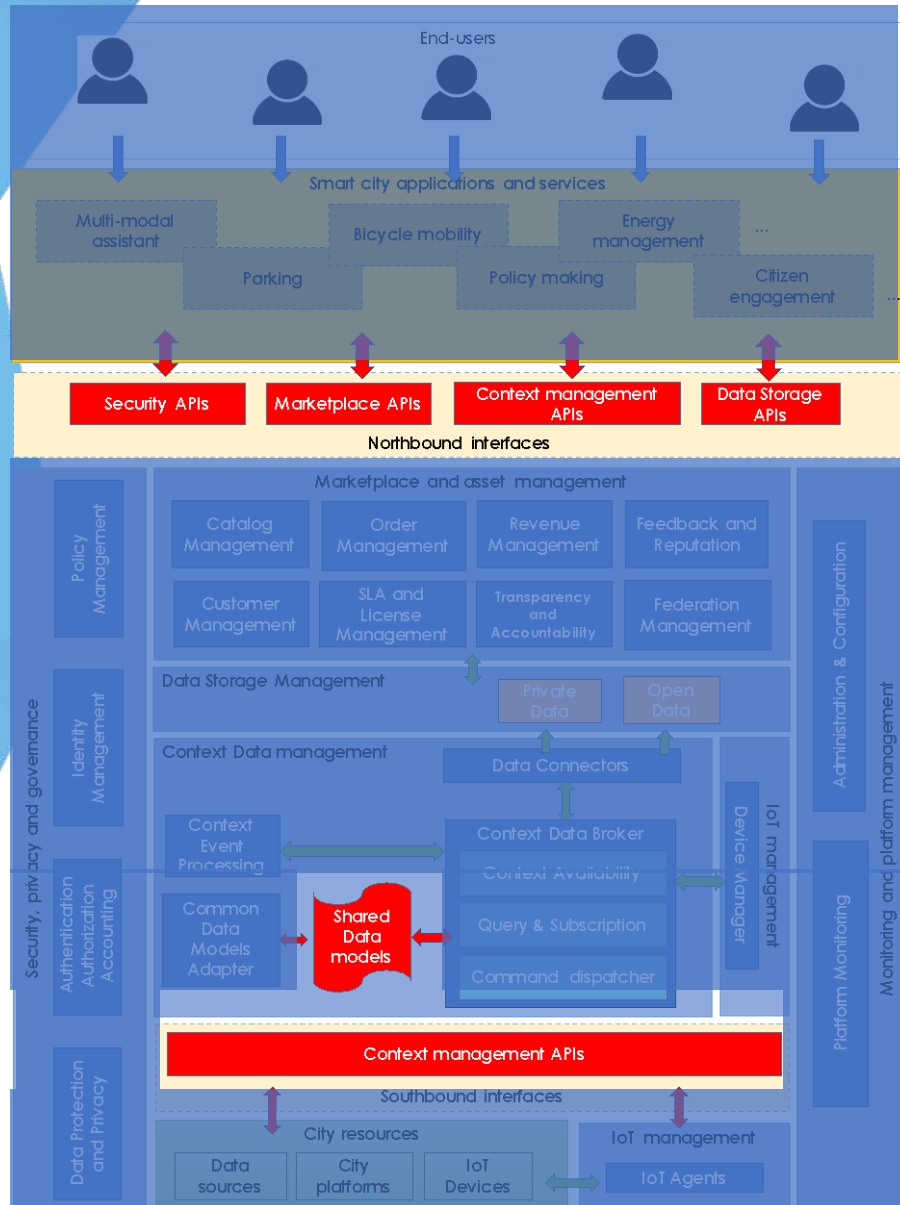 End-users
Smart city applications and services
Multi-modal
assistant
Bicycle mobility
Energy
management
...
Parking
Policy making
Citizen
engagement
...
Security APIs
Marketplace APIs
Context management
APIs
Data Storage
APIs
Northbound interfaces
Security, privacy and governance
Policy
Management
Identity
Management
Authentication
Authorization
Accounting
Data Protection
and Privacy
Marketplace and asset management
Catalog
Management
Order
Management
Revenue
Management
Feedback and
Reputation
Customer
Management
SLA and
License
Management
Transparency
and
Accountability
Federation
Management
Data Storage Management
Private
Data
Open
Data
Context Data management
Data Connectors
Context
Event
Processing
Context Data Broker
Context Availability
Query & Subscription
Command dispatcher
Common
Data
Models
Adapter
Shared
Data
models
Device Manager
IoT management
Administration & Configuration
Platform Monitoring
Monitoring and platform management
Context management APIs
Southbound interfaces
City resources
Data
sources
City
platforms
IoT
Devices
IoT management
IoT Agents